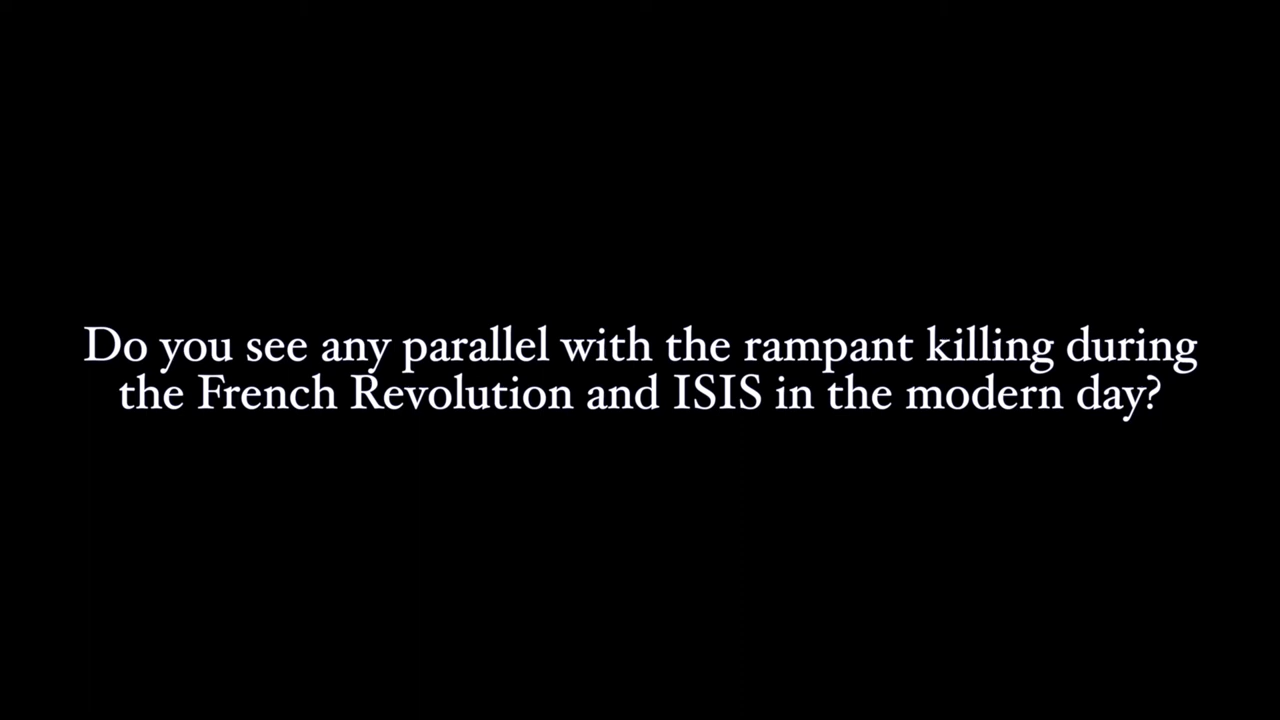 Do you see any parallel with the rampant killing during
the French Revolution and ISIS in the modern day?